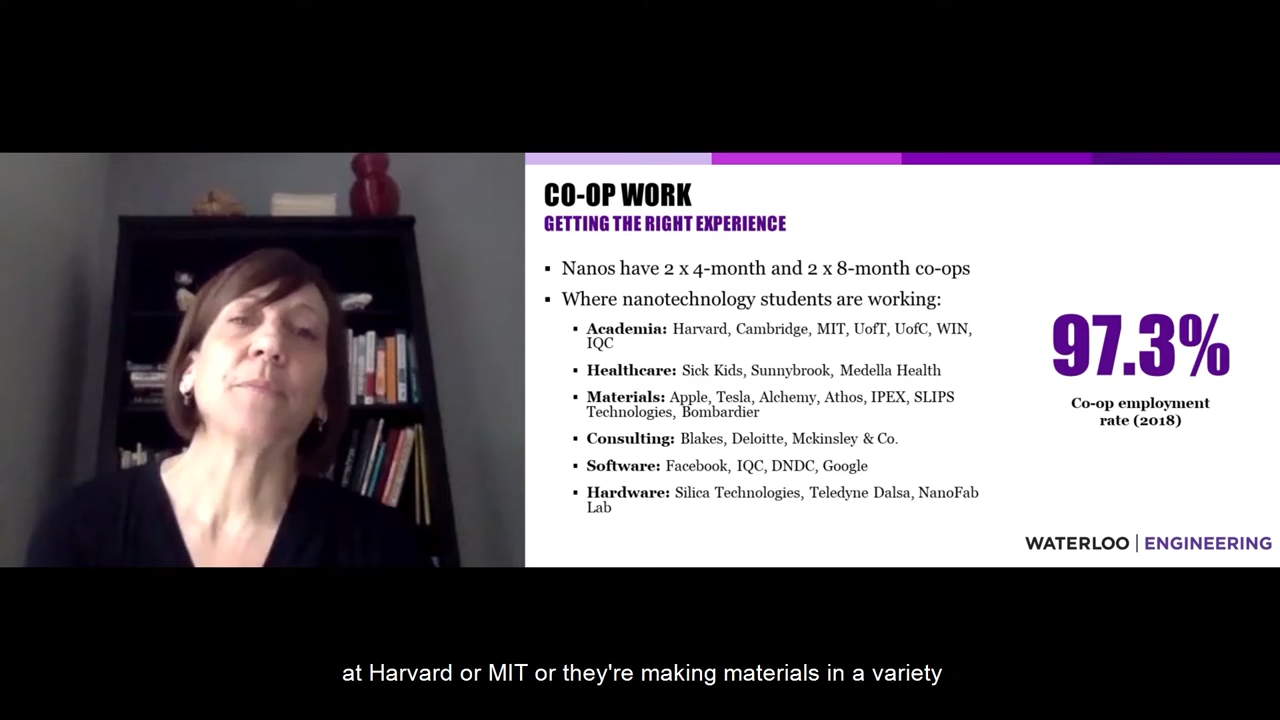 CO-OP WORK
GETTING THE RIGHT EXPERIENCE
▪ Nanos have 2 x 4-month and 2 x 8-month co-ops
▪ Where nanotechnology students are working:
▪ Academia: Harvard, Cambridge, MIT, UofT, UofC, WIN,
IQC
▪ Healthcare: Sick Kids, Sunnybrook, Medella Health
▪ Materials: Apple, Tesla, Alchemy, Athos, IPEX, SLIPS
Technologies, Bombardier
▪ Consulting: Blakes, Deloitte, Mckinsley & Co.
▪ Software: Facebook, IQC, DNDC, Google
▪ Hardware: Silica Technologies, Teledyne Dalsa, NanoFab
Lab
97.3%
Co-op employment
rate (2018)
WATERLOO | ENGINEERING
at Harvard or MIT or they're making materials in a variety